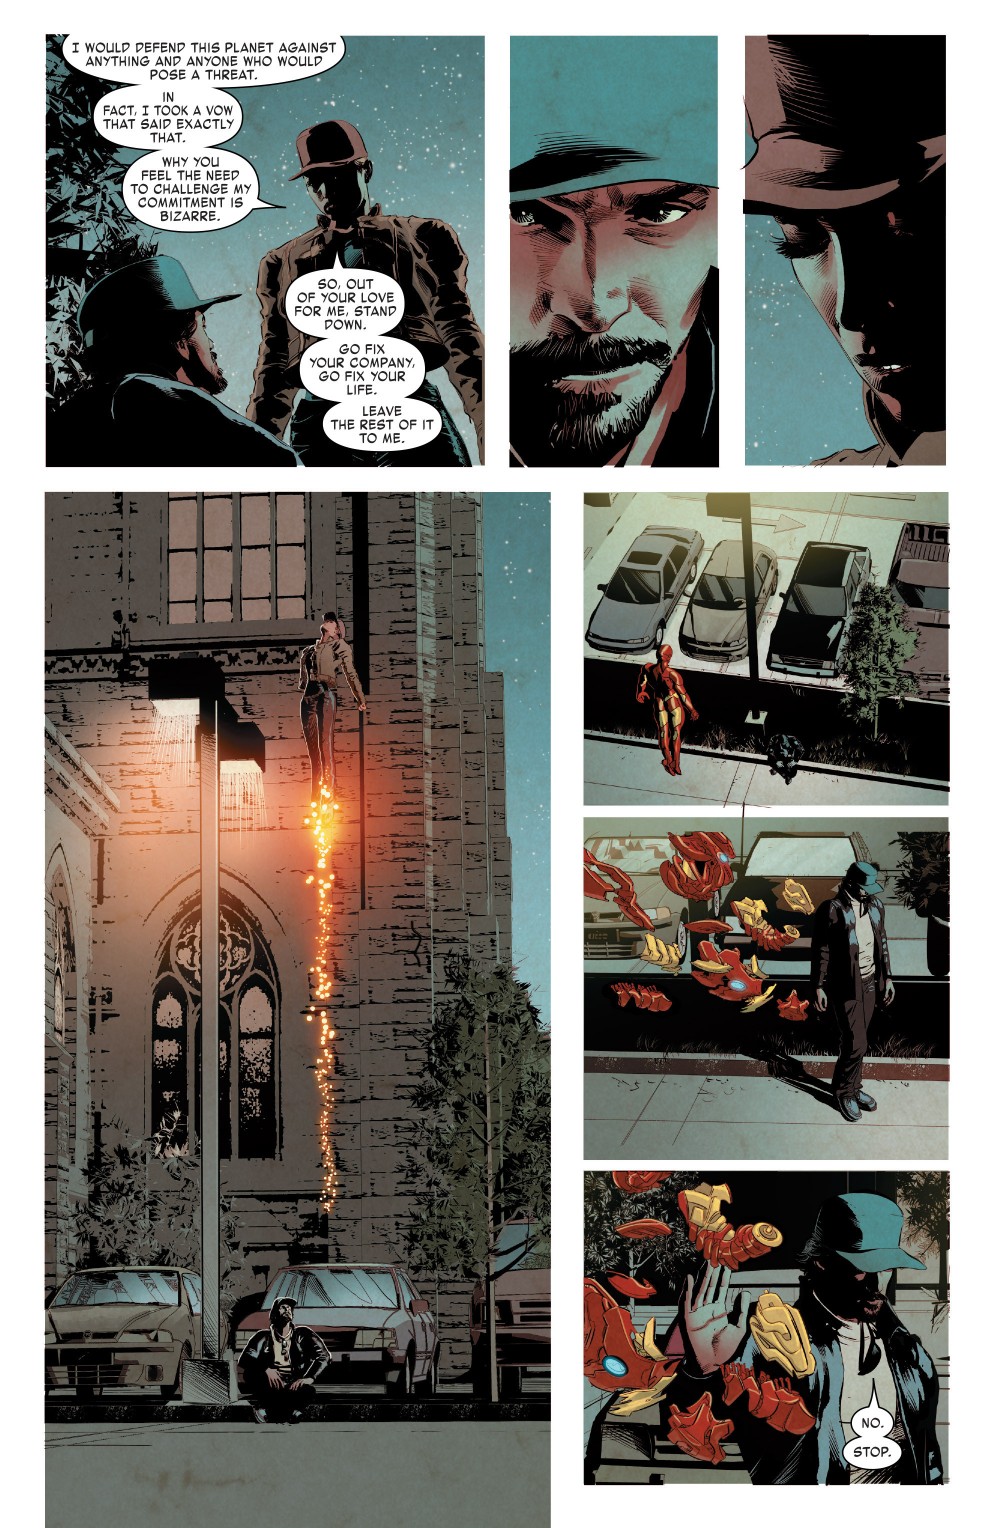 I WOULD DEFEND THIS PLANET AGAINST
ANYTHING AND ANYONE WHO WOULD
POSE A THREAT.
IN
FACT, I TOOK A VOW
THAT SAID EXACTLY
THAT.
WHY YOU
FEEL THE NEED
TO CHALLENGE MY
COMMITMENT IS
BIZARRE.
SO, OUT
OF YOUR LOVE
FOR ME, STAND
DOWN.
GO FIX
YOUR COMPANY,
GO FIX YOUR
LIFE.
LEAVE
THE REST OF IT
TO ME.
NO.
STOP.